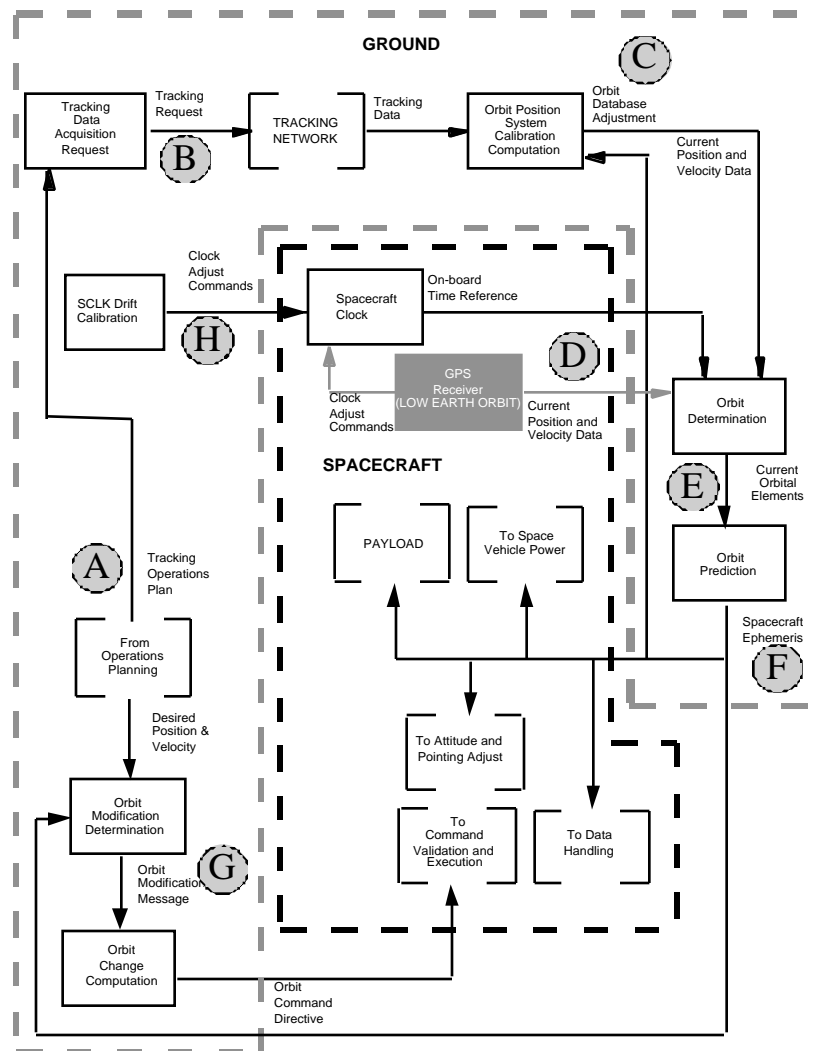 GROUND
C
Tracking
Data
Acquisition
Request
Tracking
Request
B
TRACKING
NETWORK
Tracking
Data
Orbit Position
System
Calibration
Computation
Orbit
Database
Adjustment
Current
Position and
Velocity Data
Clock
Adjust
Commands
SCLK Drift
Calibration
H
Spacecraft
Clock
On-board
Time Reference
D
GPS
Receiver
(LOW EARTH ORBIT)
Clock
Adjust
Commands
Current
Position and
Velocity Data
Orbit
Determination
SPACECRAFT
E
Current
Orbital
Elements
PAYLOAD
To Space
Vehicle Power
Orbit
Prediction
A
Tracking
Operations
Plan
From
Operations
Planning
Spacecraft
Ephemeris
F
Desired
Position &
Velocity
To Attitude and
Pointing Adjust
Orbit
Modification
Determination
To
Command
Validation and
Execution
To Data
Handling
Orbit
Modification
Message
G
Orbit
Change
Computation
Orbit
Command
Directive